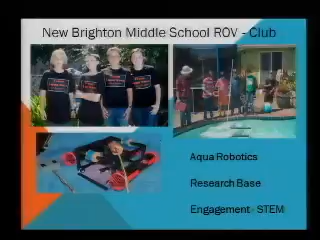 New Brighton Middle School ROV - Club
Aqua Robotics
Research Base
Engagement - STEM